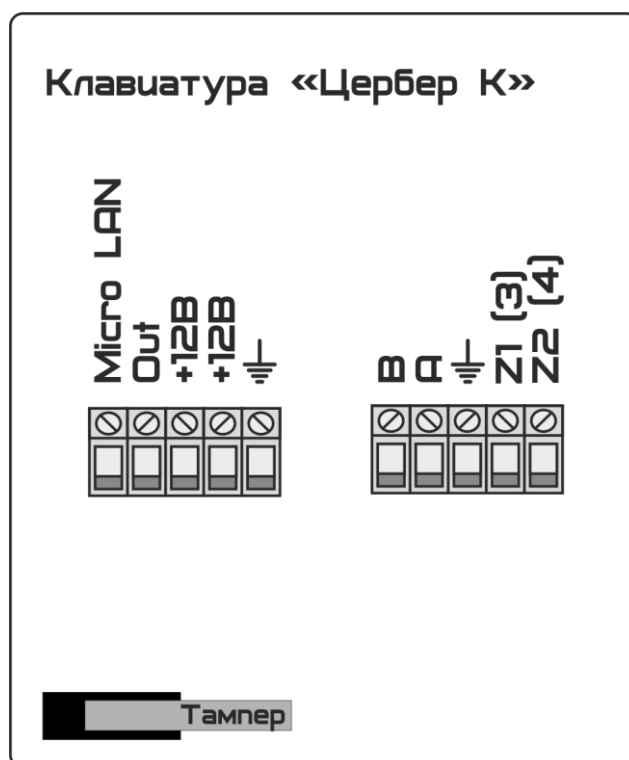 Клавиатура «Цербер К»
Micro LAN
Out
+12В
+12В
В
А
Z1 (3)
Z2 (4)
Тампер